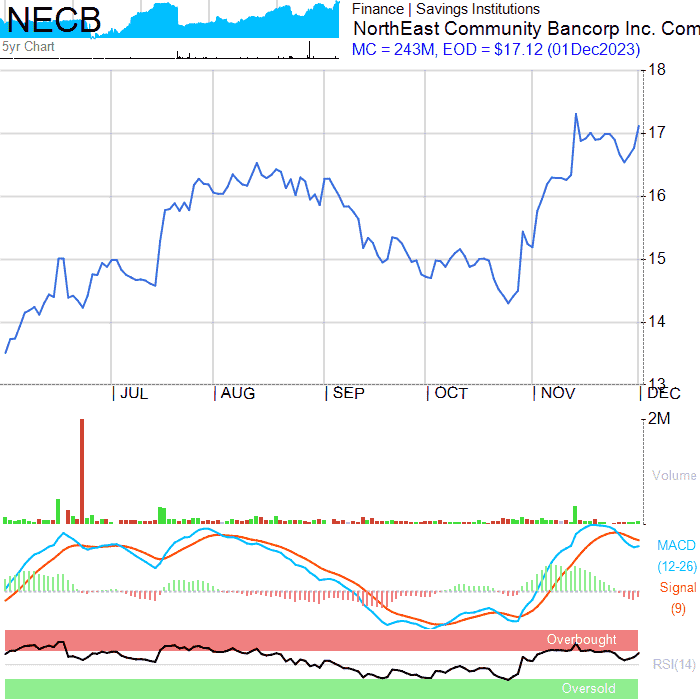 NECB
5yr Chart
Finance | Savings Institutions
NorthEast Community Bancorp Inc. Com
MC = 243M, EOD = $17.12 (01Dec2023)
18
17
16
15
14
13
| JUL | AUG | SEP | OCT | NOV | DEC
2M
Volume
MACD
(12-26)
Signal
(9)
Overbought
RSI(14)
Oversold